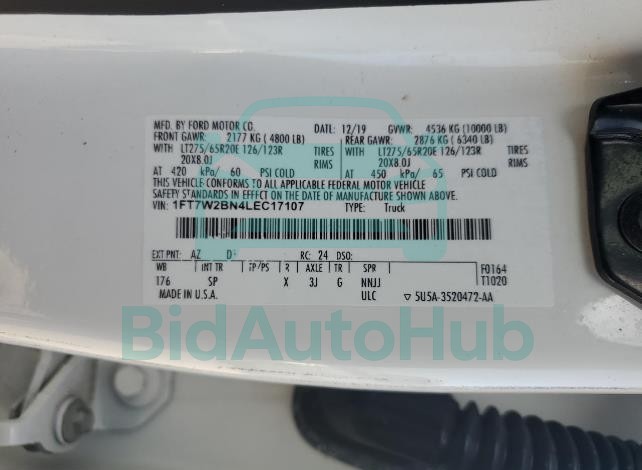 MFD. BY FORD MOTOR CO. DATE: 12/19 GVWR: 4536 KG (10000 LB)
FRONT GAWR: 2177 KG ( 4800 LB) REAR GAWR: 2876 KG ( 6340 LB)
WITH LT275/65R20E 126/123R TIRES WITH LT275/65R20E 126/123R TIRES
20X8.0J RIMS 20X8.0J RIMS
AT 420 kPa/ 60 PSI COLD AT 450 kPa/ 65 PSI COLD
THIS VEHICLE CONFORMS TO ALL APPLICABLE FEDERAL MOTOR VEHICLE
SAFETY STANDARDS IN EFFECT ON THE DATE OF MANUFACTURE SHOWN ABOVE.
VIN: 1FT7W2BN4LEC17107 TYPE: Truck
EXT PNT: AZ RC: 24 DSO:
WB INT TR TP/PS R AXLE TR SPR F0164
176 SP X 3J G NNJJ T1020
MADE IN U.S.A. ULC ▽ 5U5A-3520472-AA
BidAutoHub